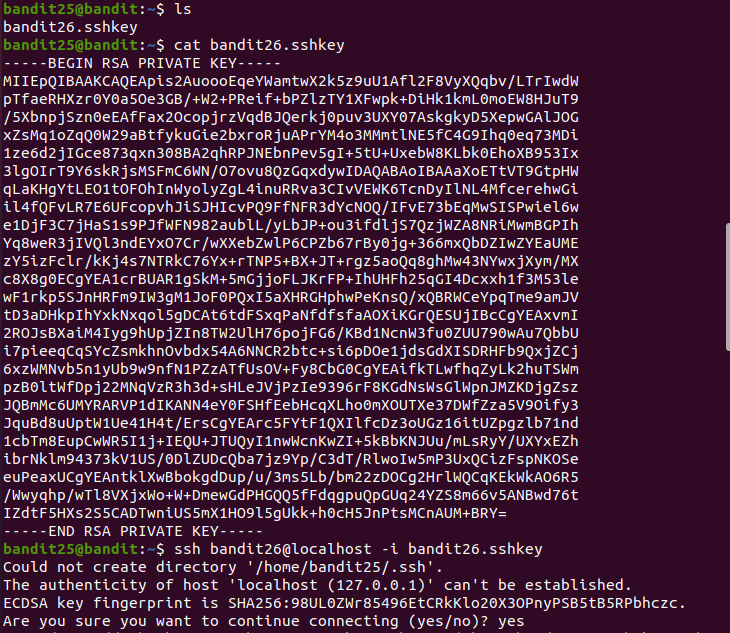 bandit25@bandit:~$ ls
bandit26.sshkey
bandit25@bandit:~$ cat bandit26.sshkey
-----BEGIN RSA PRIVATE KEY-----
MIIEpQIBAAKCAQEApis2AuoooEqeYWamtwX2k5z9uU1Afl2F8VyXQqbv/LTrIwdW
pTfaeRHXzr0Y0a5Oe3GB/+W2+PReif+bPZlzTY1XFwpk+DiHk1kmL0moEW8HJuT9
/5XbnpjSzn0eEAfFax2OcopjrzVqdBJQerkj0puv3UXY07AskgkyD5XepwGAlJOG
xZsMq1oZqQ0W29aBtfykuGie2bxroRjuAPrYM4o3MMmtlNE5fC4G9Ihq0eq73MDi
1ze6d2jIGce873qxn308BA2qhRPJNEbnPev5gI+5tU+UxebW8KLbk0EhoXB953Ix
3lgOIrT9Y6skRjsMSFmC6WN/O7ovu8QzGqxdywIDAQABAoIBAAaXoETtVT9GtpHW
qLaKHgYtLEO1tOFOhInWyolyZgL4inuRRva3CIvVEWK6TcnDyIlNL4MfcerehwGi
il4fQFvLR7E6UFcopvhJiSJHIcvPQ9FfNFR3dYcNOQ/IFvE73bEqMwSISPwiel6w
e1DjF3C7jHaS1s9PJfWFN982aublL/yLbJP+ou3ifdljS7QzjWZA8NRiMwmBGPIh
Yq8weR3jIVQl3ndEYxO7Cr/wXXebZwlP6CPZb67rBy0jg+366mxQbDZIwZYEaUME
zY5izFclr/kKj4s7NTRkC76Yx+rTNP5+BX+JT+rgz5aoQq8ghMw43NYwxjXym/MX
c8X8g0ECgYEA1crBUAR1gSkM+5mGjjoFLJKrFP+IhUHFh25qGI4Dcxxh1f3M53le
wF1rkp5SJnHRFm9IW3gM1JoF0PQxI5aXHRGHphwPeKnsQ/xQBRWCeYpqTme9amJV
tD3aDHkpIhYxkNxqol5gDCAt6tdFSxqPaNfdfsfaAOXiKGrQESUjIBcCgYEAxvmI
2ROJsBXaiM4Iyg9hUpjZIn8TW2UlH76pojFG6/KBd1NcnW3fu0ZUU790wAu7QbbU
i7pieeqCqSYcZsmkhnOvbdx54A6NNCR2btc+si6pDOe1jdsGdXISDRHFb9QxjZCj
6xzWMNvb5n1yUb9w9nfN1PZzATfUsOV+Fy8CbG0CgYEAifkTLwfhqZyLk2huTSWm
pzB0ltWfDpj22MNqVzR3h3d+sHLeJVjPzIe9396rF8KGdNsWsGlWpnJMZKDjgZsz
JQBmMc6UMYRARVP1dIKANN4eY0FSHfEebHcqXLho0mXOUTXe37DWfZza5V9Oify3
JquBd8uUptW1Ue41H4t/ErsCgYEArc5FYtF1QXIlfcDz3oUGz16itUZpgzlb71nd
1cbTm8EupCwWR5I1j+IEQU+JTUQyI1nwWcnKwZI+5kBbKNJUu/mLsRyY/UXYxEZh
ibrNklm94373kV1US/0DlZUDcQba7jz9Yp/C3dT/RlwoIw5mP3UxQCizFspNKOSe
euPeaxUCgYEAntklXwBbokgdDup/u/3ms5Lb/bm22zDOCg2HrlWQCqKEkWkAO6R5
/Wwyqhp/wTl8VXjxWo+W+DmewGdPHGQQ5fFdqgpuQpGUq24YZS8m66v5ANBwd76t
IZdtF5HXs2S5CADTwniUS5mX1HO9l5gUkk+h0cH5JnPtsMCnAUM+BRY=
-----END RSA PRIVATE KEY-----
bandit25@bandit:~$ ssh bandit26@localhost -i bandit26.sshkey
Could not create directory '/home/bandit25/.ssh'.
The authenticity of host 'localhost (127.0.0.1)' can't be established.
ECDSA key fingerprint is SHA256:98UL0ZWr85496EtCRkKlo20X3OPnyPSB5tB5RPbhczc.
Are you sure you want to continue connecting (yes/no)? yes